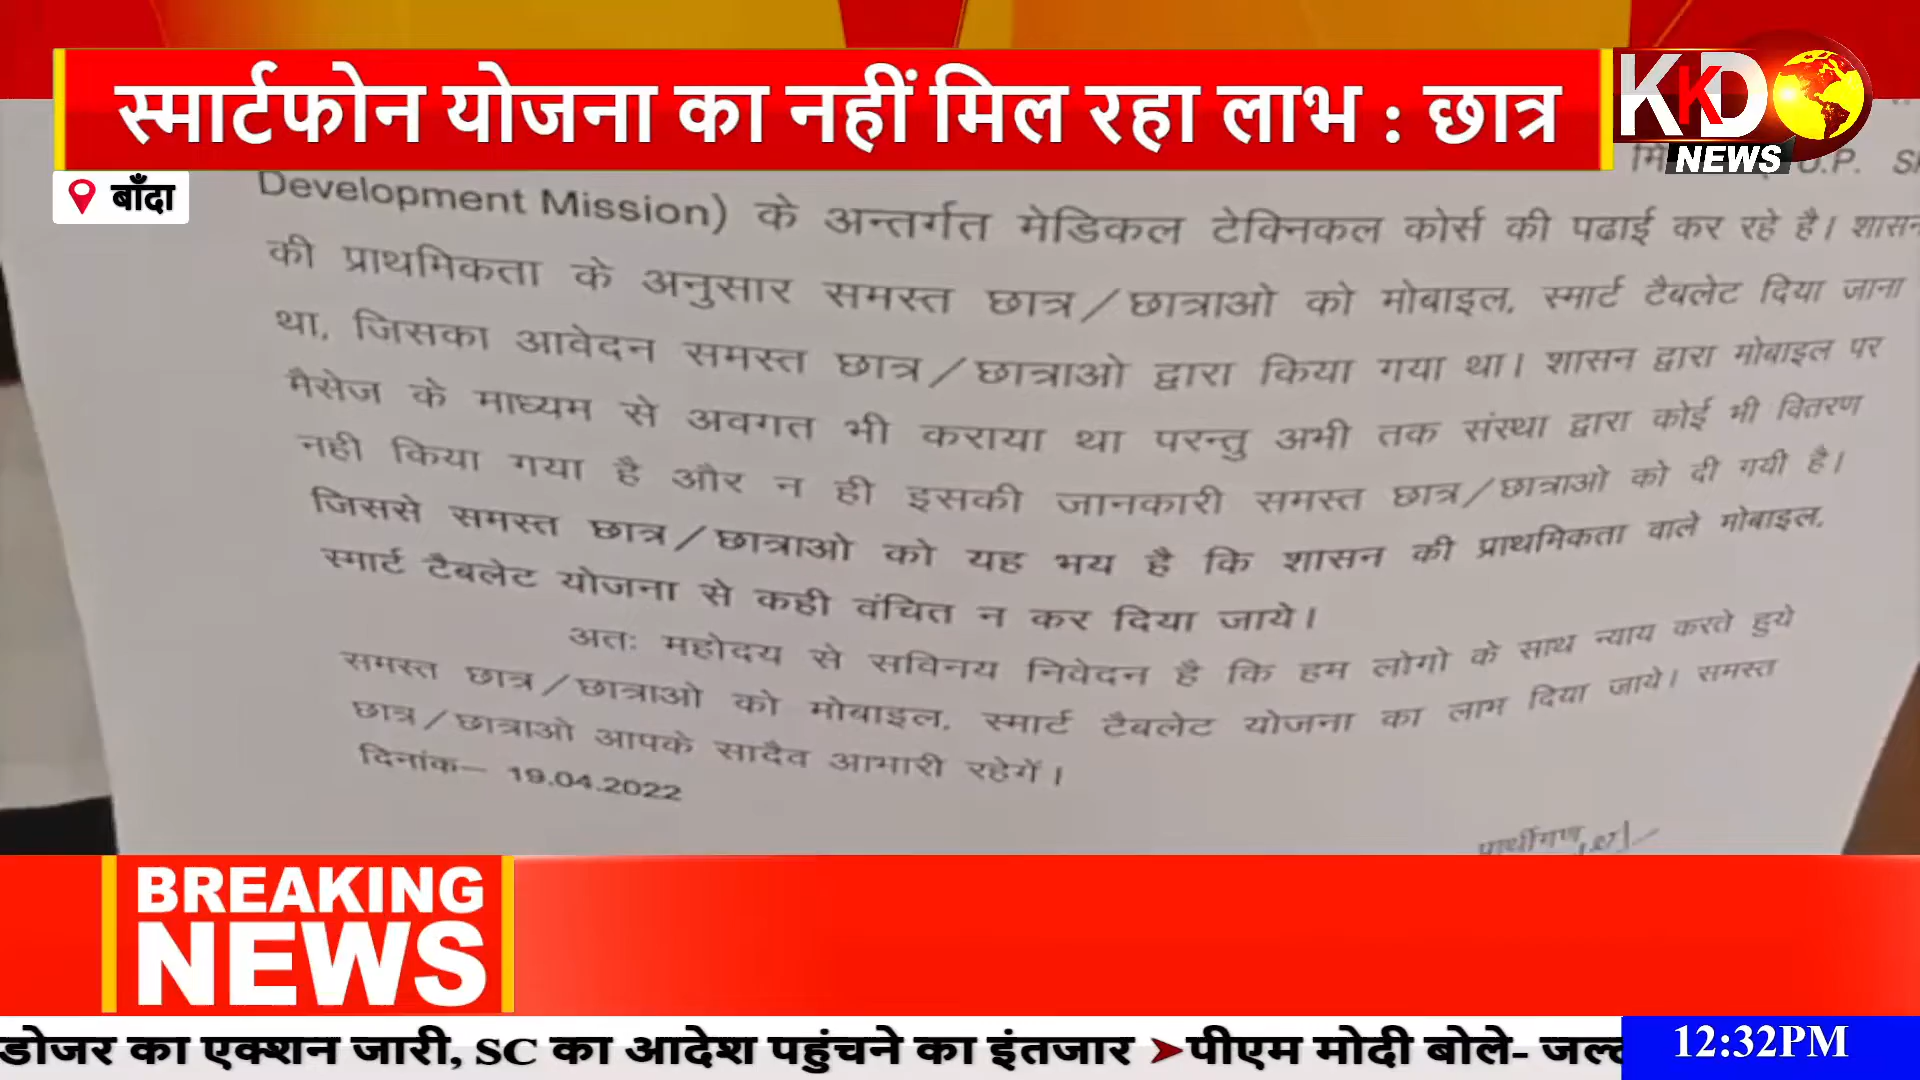 स्मार्टफोन योजना का नहीं मिल रहा लाभ : छात्र
KKD
NEWS
बाँदा
U.P.
Development Mission) के अन्तर्गत मेडिकल टेक्निकल कोर्स की पढाई कर रहे है। शासन
की प्राथमिकता के अनुसार समस्त छात्र/छात्राओ को मोबाइल, स्मार्ट टैबलेट दिया जाना
था, जिसका आवेदन समस्त छात्र/छात्राओ द्वारा किया गया था। शासन द्वारा मोबाइल पर
मैसेज के माध्यम से अवगत भी कराया था परन्तु अभी तक संस्था द्वारा कोई भी वितरण
नही किया गया है और न ही इसकी जानकारी समस्त छात्र/छात्राओ को दी गयी है।
जिससे समस्त छात्र/छात्राओ को यह भय है कि शासन की प्राथमिकता वाले मोबाइल,
स्मार्ट टैबलेट योजना से कही वंचित न कर दिया जाये।
अतः महोदय से सविनय निवेदन है कि हम लोगो के साथ न्याय करते हुये
समस्त छात्र/छात्राओ को मोबाइल, स्मार्ट टैबलेट योजना का लाभ दिया जाये। समस्त
छात्र/छात्राओ आपके सादैव आभारी रहेगें।
दिनांक– 19.04.2022
प्रार्थीगण
BREAKING
NEWS
डोजर का एक्शन जारी, SC का आदेश पहुंचने का इंतजार ➤पीएम मोदी बोले-
12:32PM